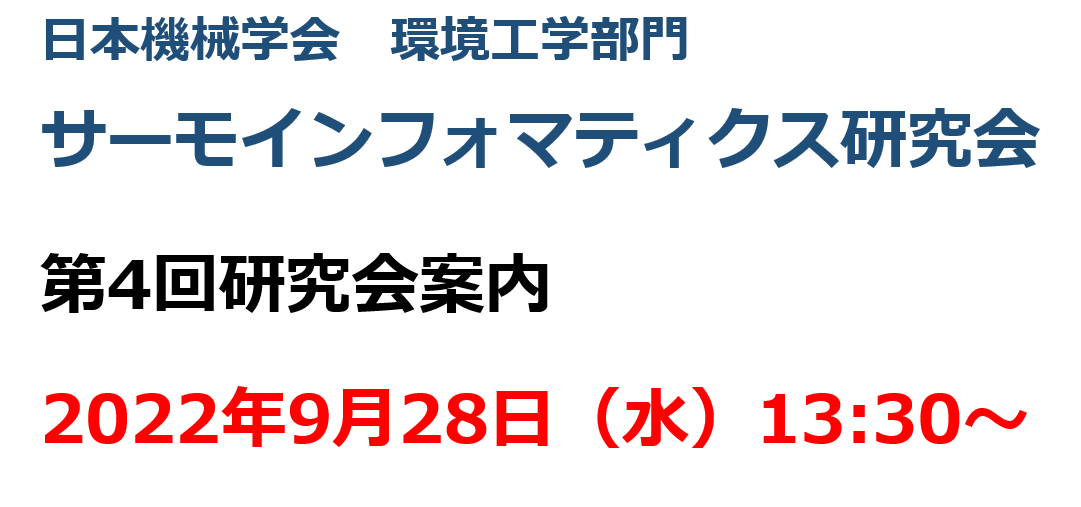 日本機械学会　環境工学部門
サーモインフォマティクス研究会
第4回研究会案内
2022年9月28日（水）13:30～